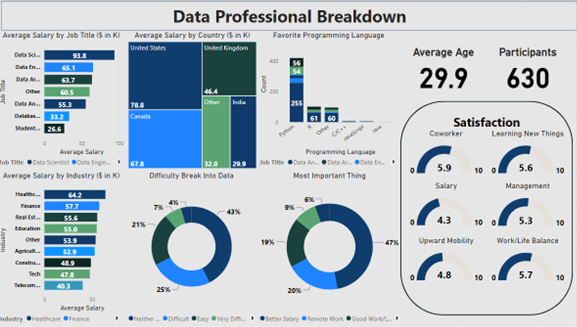 Data Professional Breakdown
Average Salary by Job Title ($ in K)
Job Title
Data Sci... 93.8
Data En... 65.1
Data Ar... 63.7
Other 60.5
Data An... 55.3
Databas... 33.2
Student... 26.6
0 50 100
Average Salary
Job Title Data Scientist Data Engin...
Average Salary by Country ($ in K)
United States
78.8
Canada
67.8
United Kingdom
46.4
Other
32.0
India
29.9
Favorite Programming Language
Count
400
200
0
56
54
255
61
60
Python R Other C/C++ JavaScript Java
Programming Language
Job Title Data An... Data Ar... Data En...
Average Age
29.9
Participants
630
Average Salary by Industry ($ in K)
Industry
Healthc... 64.2
Finance 57.7
Real Est... 55.6
Education 55.0
Other 53.9
Agricult... 52.9
Constru... 48.9
Tech 47.8
Telecom... 40.3
0 50
Average Salary
Industry Healthcare Finance
Difficulty Break Into Data
4%
7%
43%
21%
25%
Neither ... Difficult Easy Very Diffi...
Most Important Thing
6%
9%
19%
47%
20%
Better Salary Remote Work Good Work/L...
Satisfaction
Coworker
0 5.9 10
Learning New Things
0 5.6 10
Salary
0 4.3 10
Management
0 5.3 10
Upward Mobility
0 4.8 10
Work/Life Balance
0 5.7 10